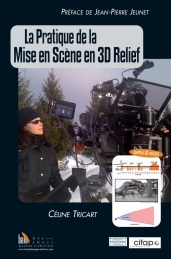 PRÉFACE DE JEAN-PIERRE JEUNET
La Pratique de la
Mise en Scène en 3D Relief
CÉLINE TRICART
cifap